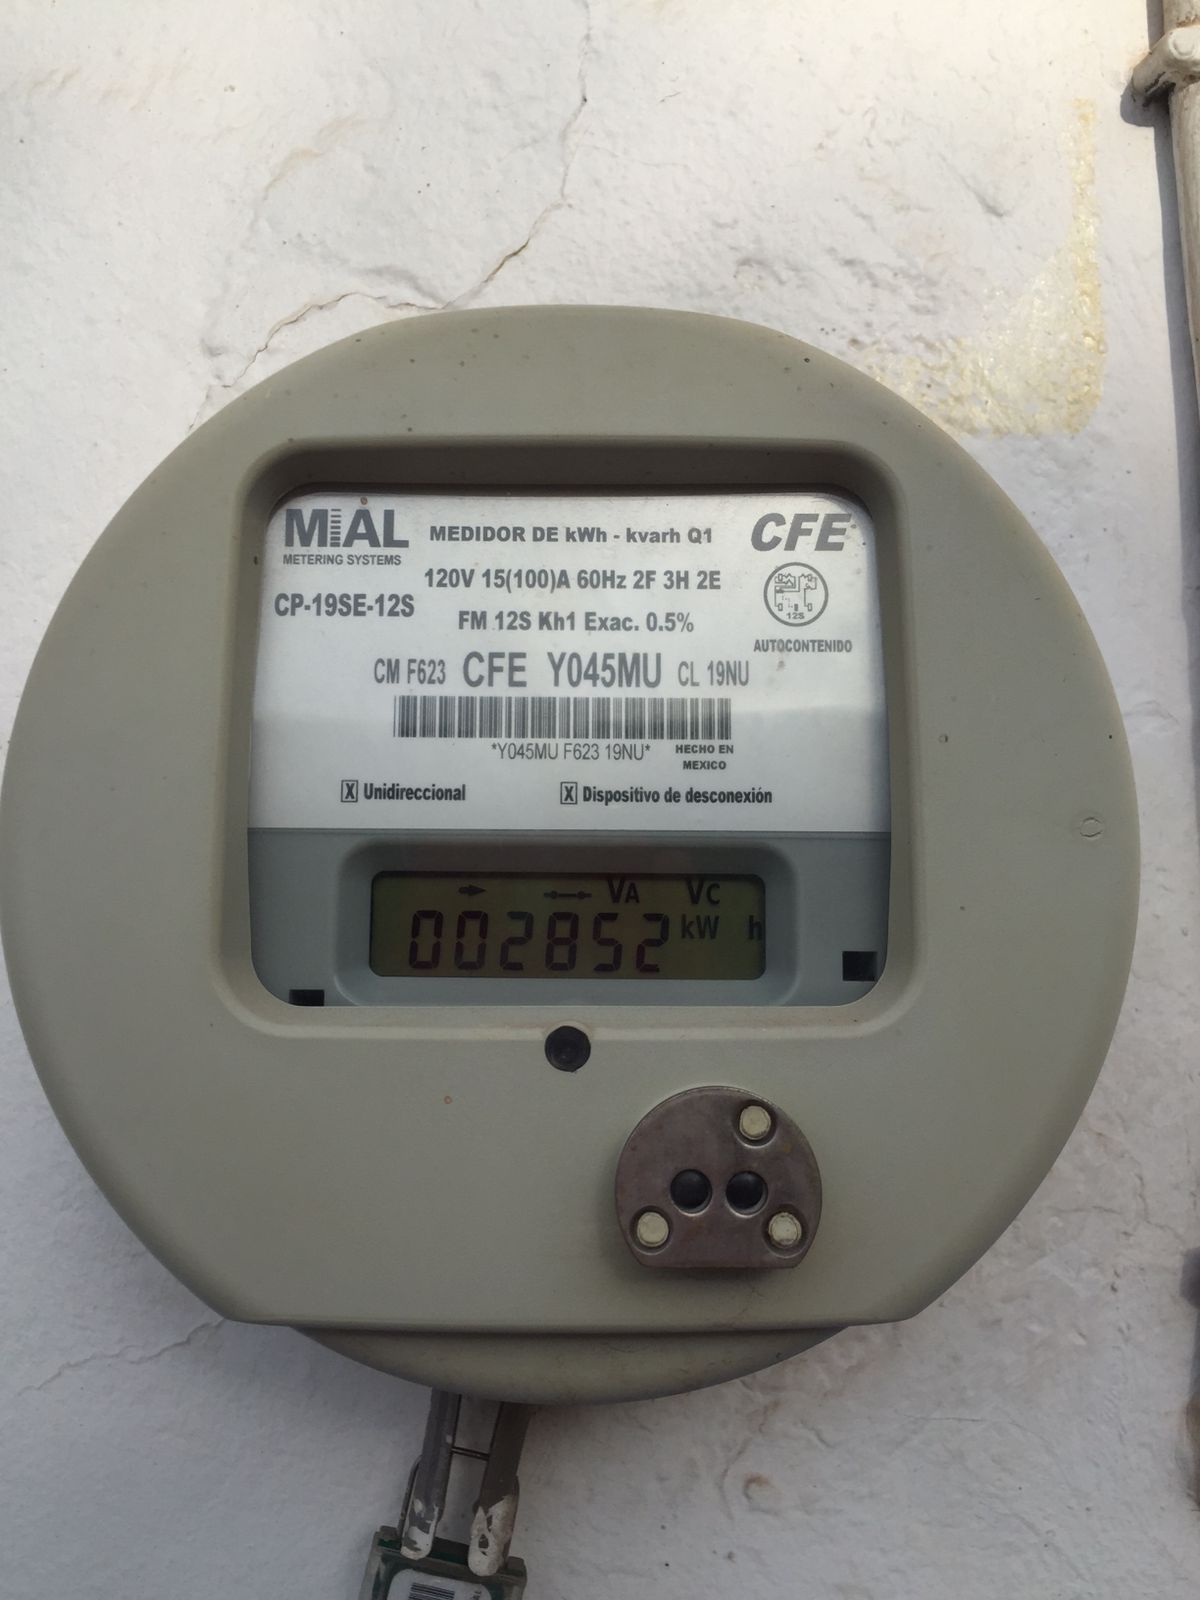 MIAL
METERING SYSTEMS
MEDIDOR DE kWh - kvarh Q1
CFE
120V 15(100)A 60Hz 2F 3H 2E
CP-19SE-12S
FM 12S Kh1 Exac. 0.5%
12S
AUTOCONTENIDO
CM F623 CFE Y045MU CL 19NU
*Y045MU F623 19NU*
HECHO EN
MEXICO
X Unidireccional
X Dispositivo de desconexión
VA VC
002852 kW h